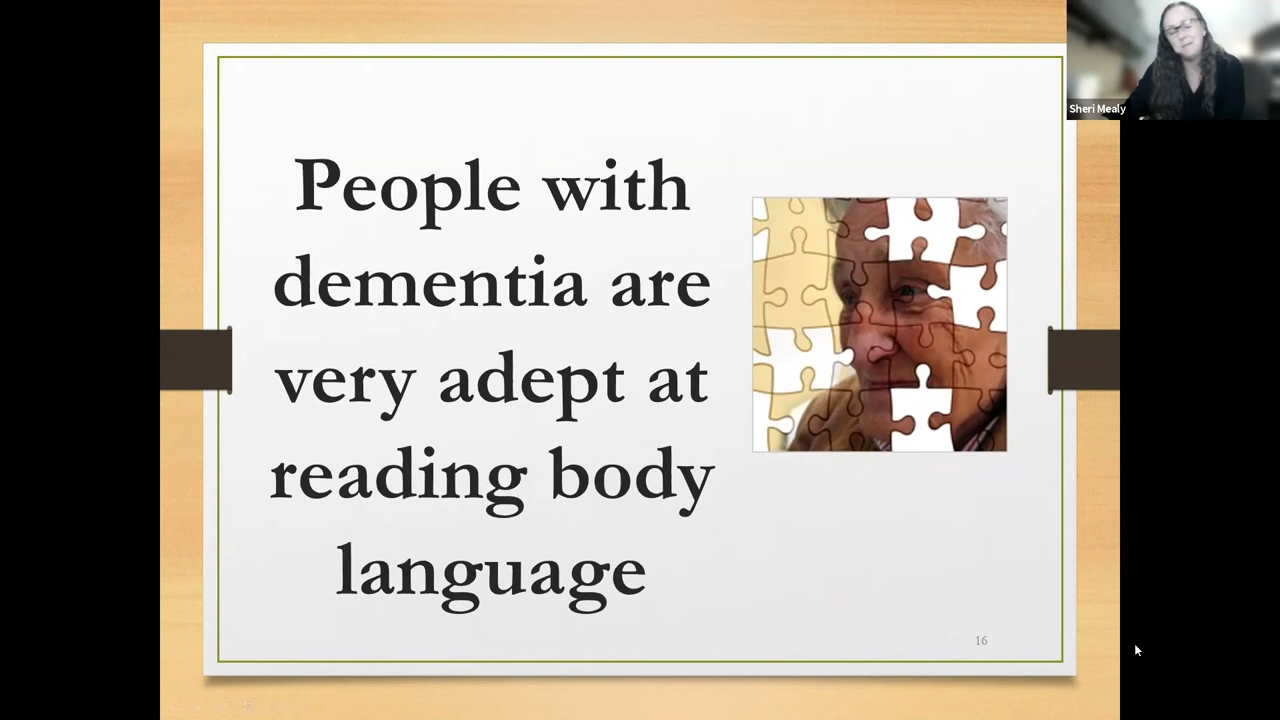 Sheri Mealy
People with
dementia are
very adept at
reading body
language
16